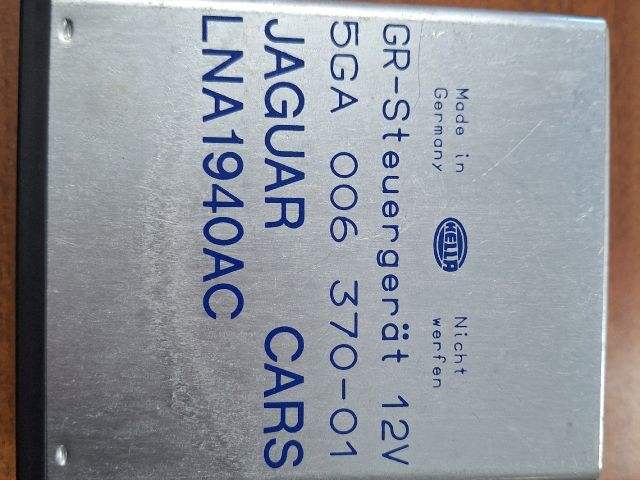 Made in Germany
HELLA
Nicht werfen
GR-Steuergerät 12V
5GA 006 370-01
JAGUAR CARS
LNA1940AC